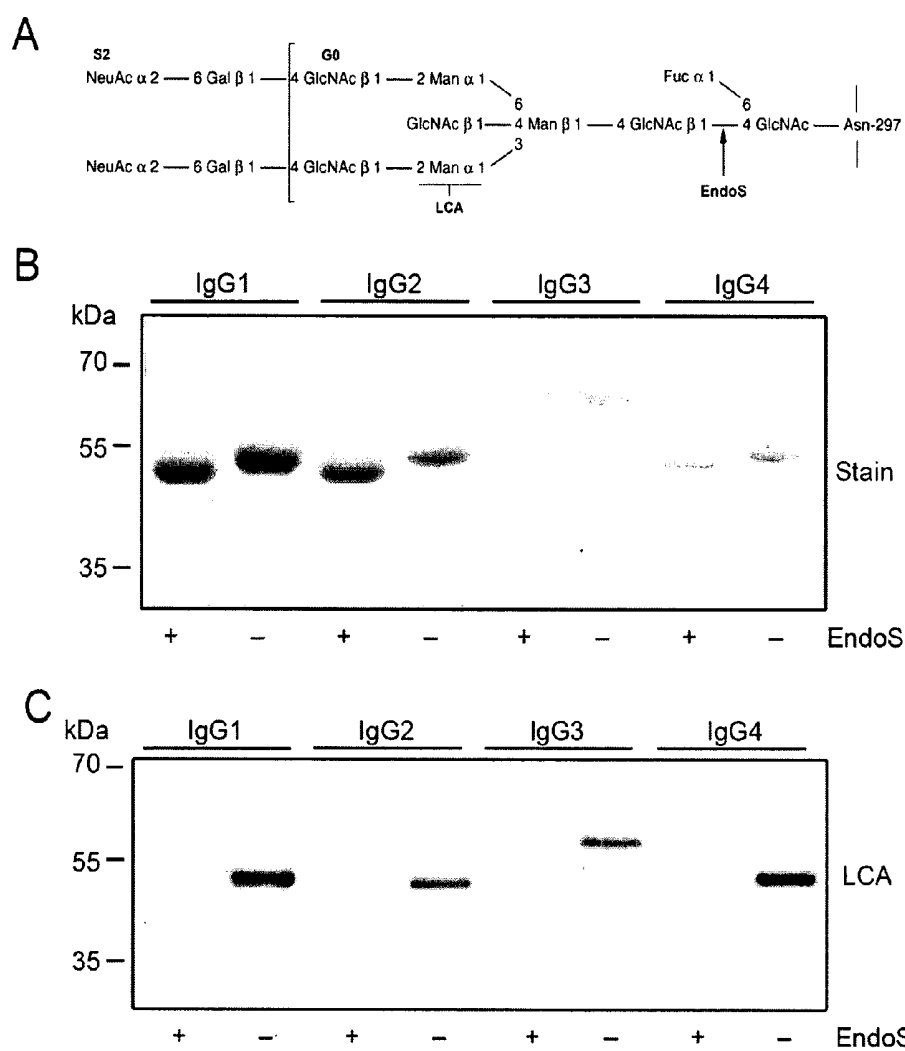 A
S2 G0
NeuAc α 2 — 6 Gal β 1 — 4 GlcNAc β 1 — 2 Man α 1 Fuc α 1
6 6
GlcNAc β 1 — 4 Man β 1 — 4 GlcNAc β 1 — 4 GlcNAc — Asn-297
3
NeuAc α 2 — 6 Gal β 1 — 4 GlcNAc β 1 — 2 Man α 1
EndoS
LCA
B
IgG1 IgG2 IgG3 IgG4
kDa
70
55
Stain
35
+ – + – + – + – EndoS
C
IgG1 IgG2 IgG3 IgG4
kDa
70
55
LCA
35
+ – + – + – + – EndoS